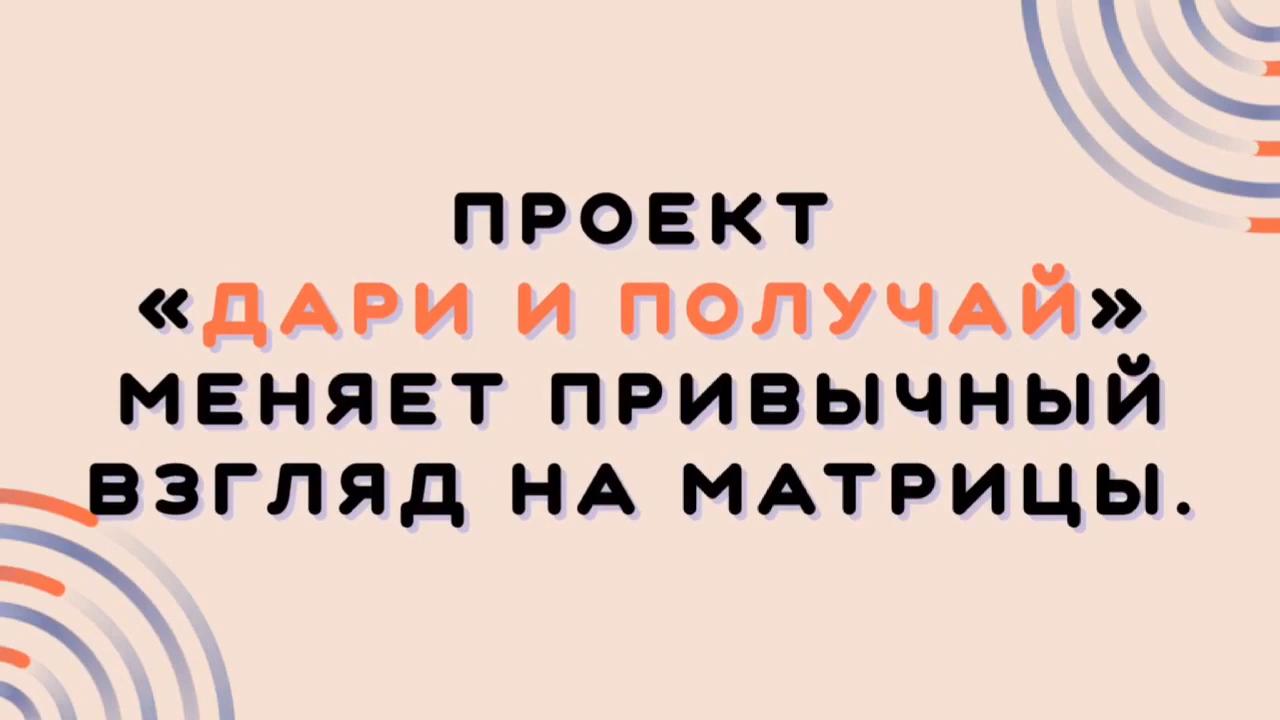 ПРОЕКТ
«ДАРИ И ПОЛУЧАЙ»
МЕНЯЕТ ПРИВЫЧНЫЙ
ВЗГЛЯД НА МАТРИЦЫ.